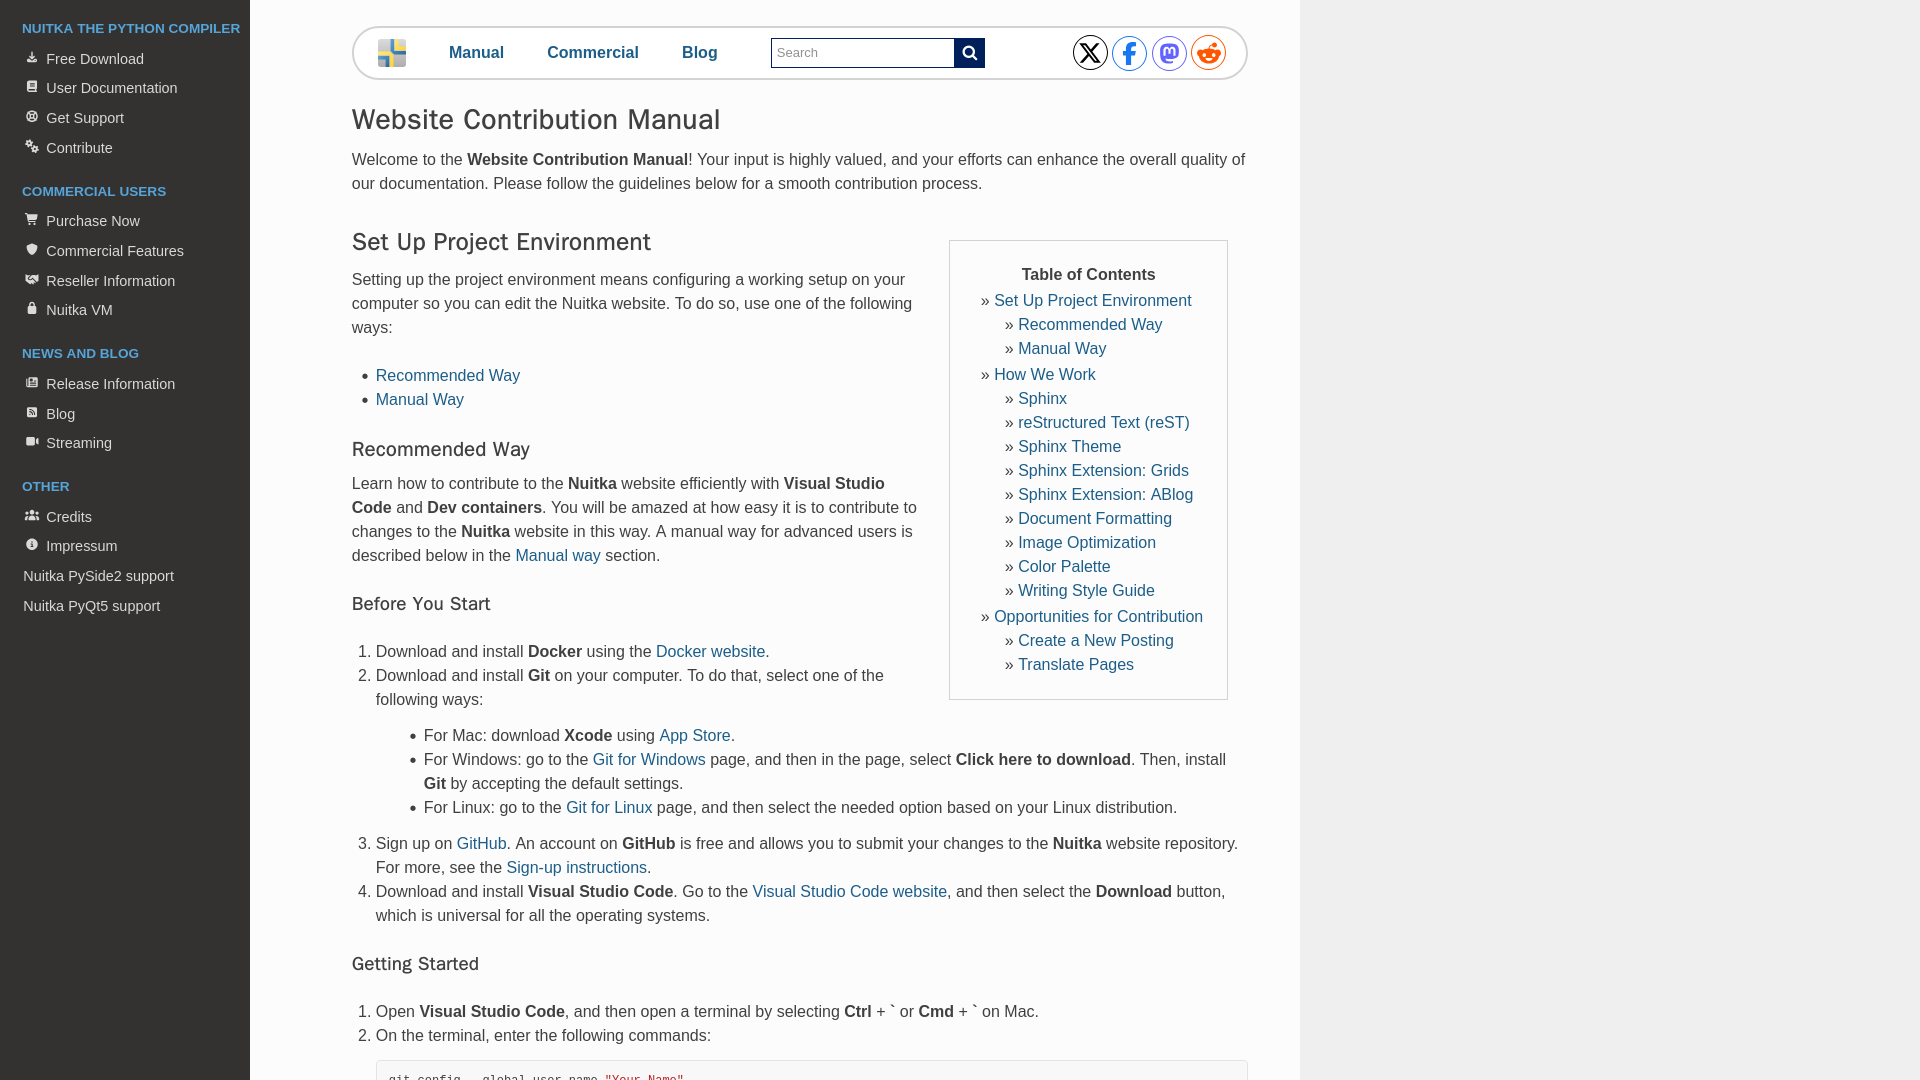 NUITKA THE PYTHON COMPILER
Free Download
User Documentation
Get Support
Contribute
COMMERCIAL USERS
Purchase Now
Commercial Features
Reseller Information
Nuitka VM
NEWS AND BLOG
Release Information
Blog
Streaming
OTHER
Credits
Impressum
Nuitka PySide2 support
Nuitka PyQt5 support
Manual Commercial Blog Search
Website Contribution Manual
Welcome to the Website Contribution Manual! Your input is highly valued, and your efforts can enhance the overall quality of
our documentation. Please follow the guidelines below for a smooth contribution process.
Set Up Project Environment
Setting up the project environment means configuring a working setup on your
computer so you can edit the Nuitka website. To do so, use one of the following
ways:
• Recommended Way
• Manual Way
Recommended Way
Learn how to contribute to the Nuitka website efficiently with Visual Studio
Code and Dev containers. You will be amazed at how easy it is to contribute to
changes to the Nuitka website in this way. A manual way for advanced users is
described below in the Manual way section.
Before You Start
1. Download and install Docker using the Docker website.
2. Download and install Git on your computer. To do that, select one of the
following ways:
• For Mac: download Xcode using App Store.
• For Windows: go to the Git for Windows page, and then in the page, select Click here to download. Then, install
Git by accepting the default settings.
• For Linux: go to the Git for Linux page, and then select the needed option based on your Linux distribution.
3. Sign up on GitHub. An account on GitHub is free and allows you to submit your changes to the Nuitka website repository.
For more, see the Sign-up instructions.
4. Download and install Visual Studio Code. Go to the Visual Studio Code website, and then select the Download button,
which is universal for all the operating systems.
Getting Started
1. Open Visual Studio Code, and then open a terminal by selecting Ctrl + ` or Cmd + ` on Mac.
2. On the terminal, enter the following commands:
git config --global user.name "Your Name"
Table of Contents
» Set Up Project Environment
» Recommended Way
» Manual Way
» How We Work
» Sphinx
» reStructured Text (reST)
» Sphinx Theme
» Sphinx Extension: Grids
» Sphinx Extension: ABlog
» Document Formatting
» Image Optimization
» Color Palette
» Writing Style Guide
» Opportunities for Contribution
» Create a New Posting
» Translate Pages